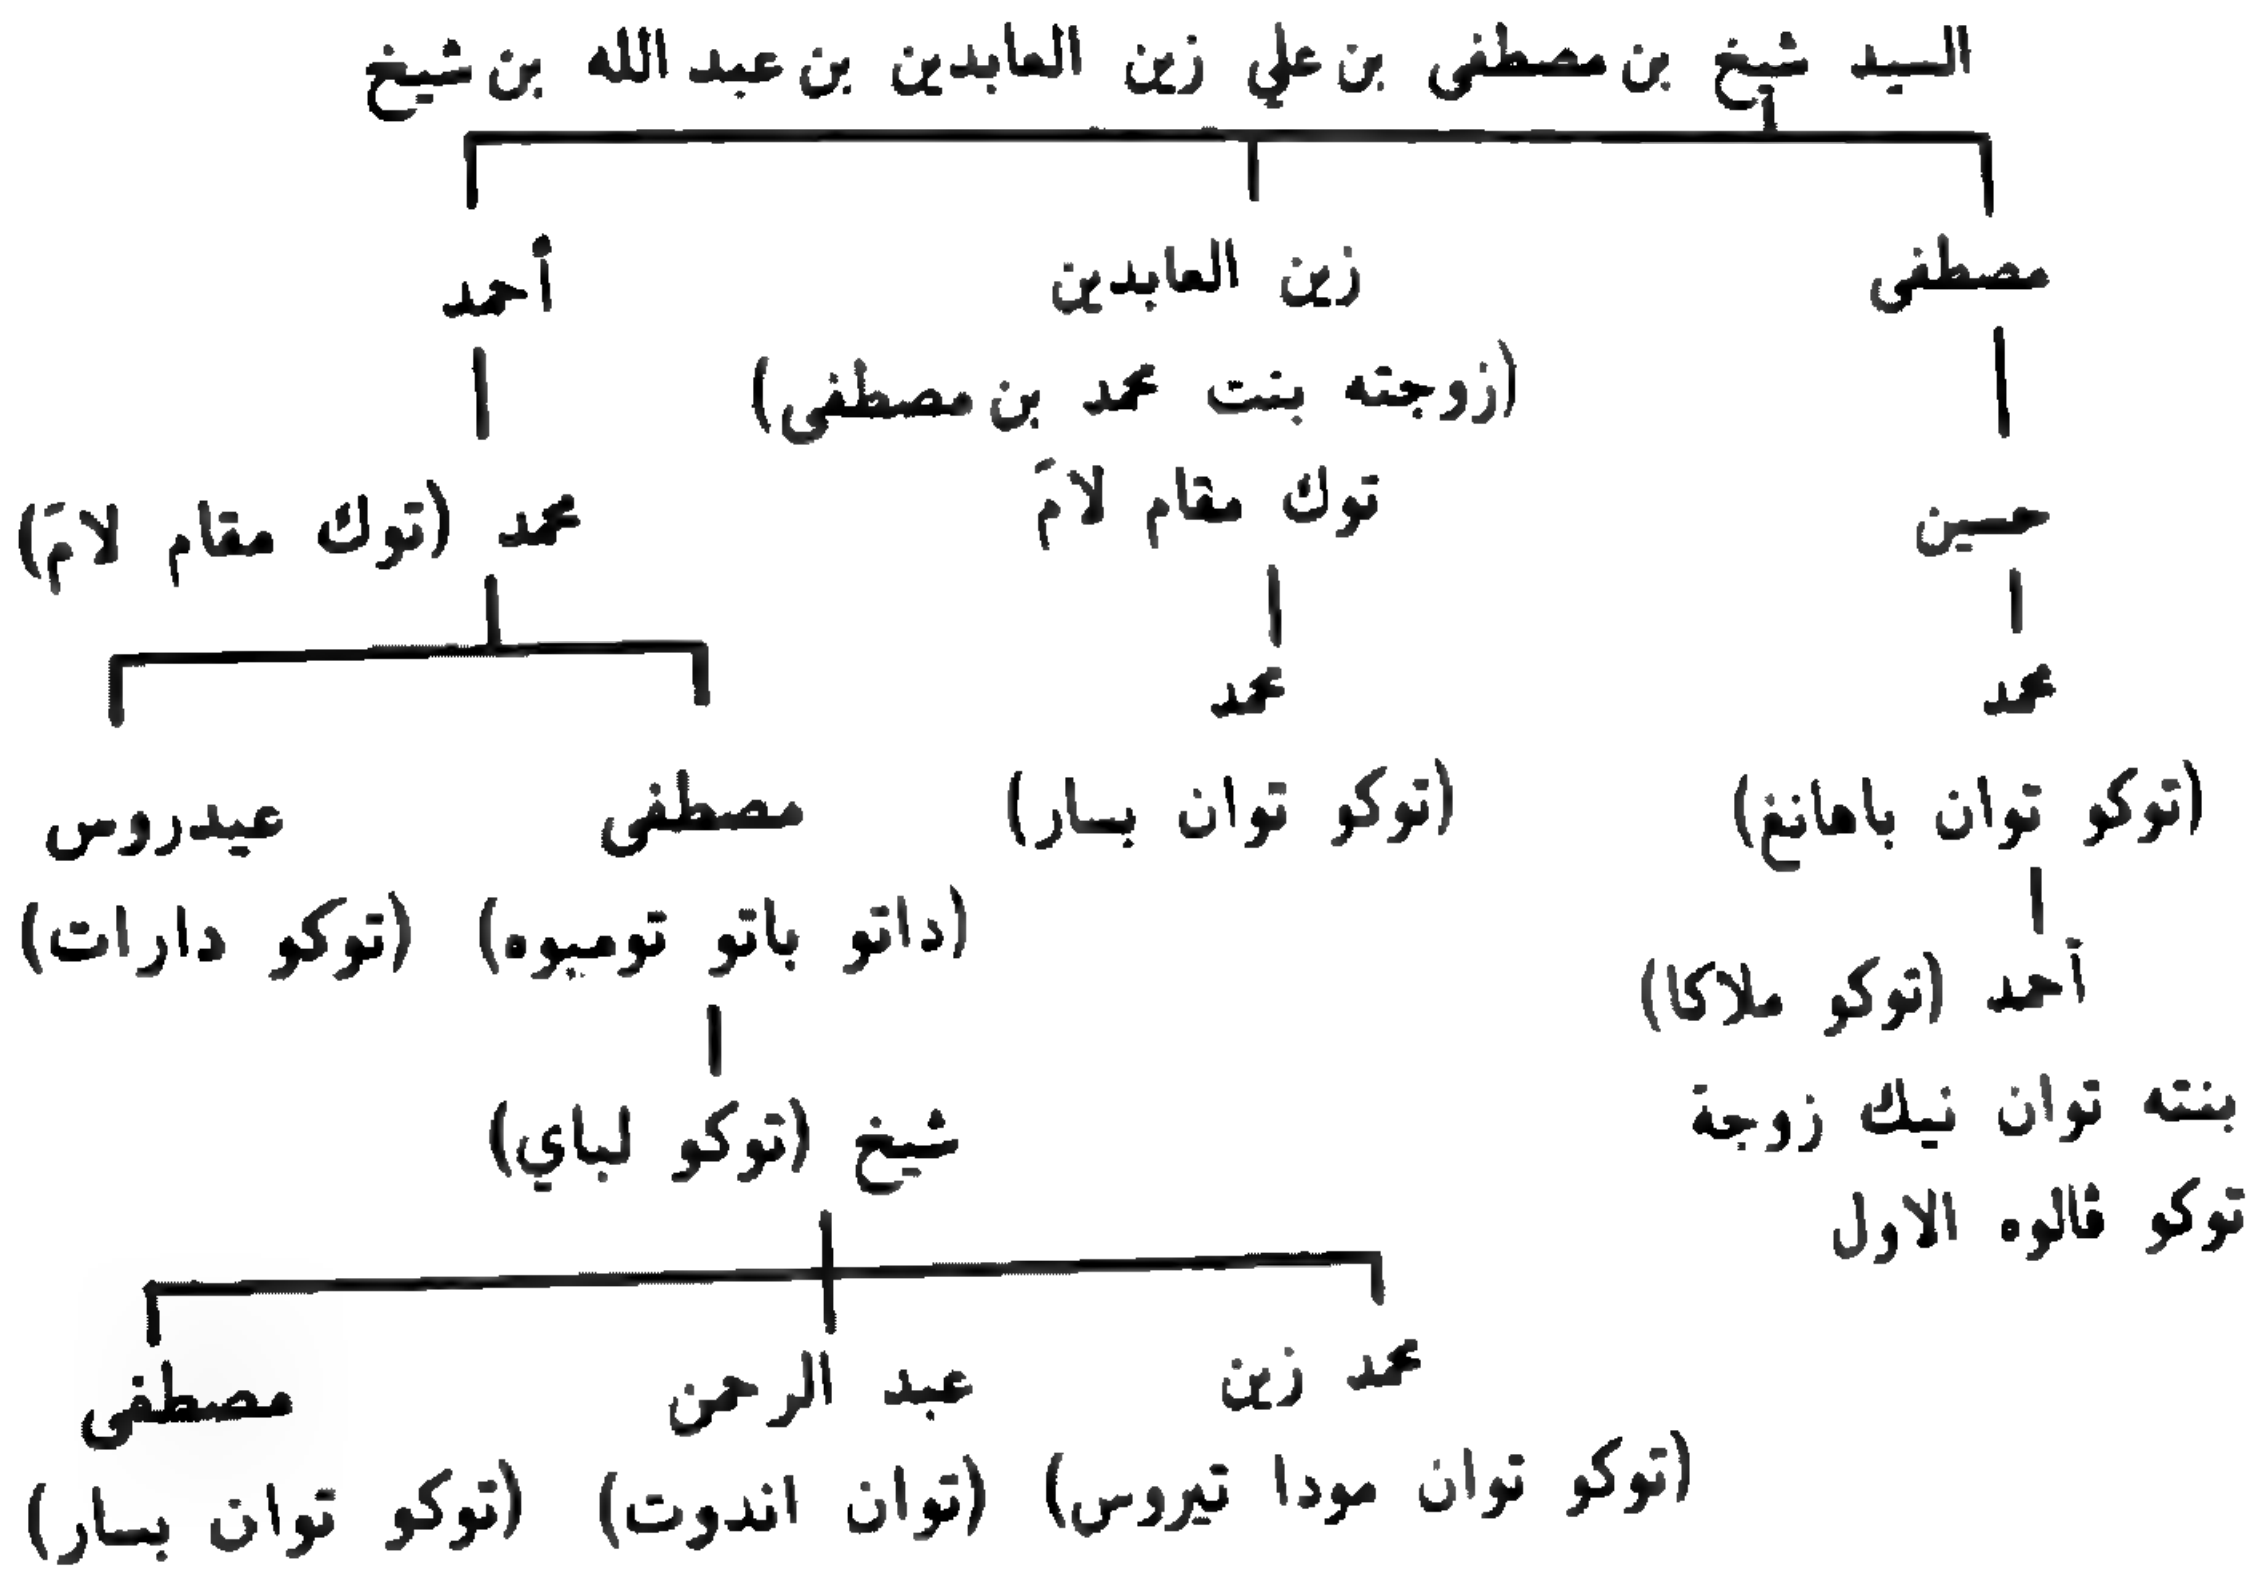 السيد شيخ بن مصطفى بن علي زين العابدين بن عبد الله بن شيخ
مصطفى زين العابدين أحمد
(زوجته بنت محمد بن مصطفى)
حسين توك مقام لامَ محمد (توك مقام لامَ)
محمد محمد
(توكو توان باهانغ) (توكو توان بسار) مصطفى عيدروس
(داتو باتو توميوه) (توكو دارات)
أحمد (توكو ملاكا)
بنته توان نيك زوجة شيخ (توكو لباي)
توكو ڤالوه الاول
محمد زين عبد الرحمن مصطفى
(توكو توان مودا تيروس) (توان اندوت) (توكو توان بسار)